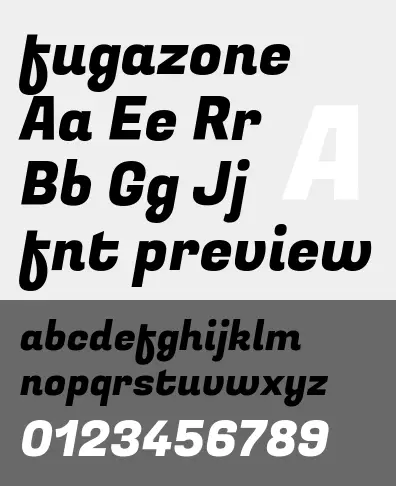 fugazone
Aa Ee Rr
A
Bb Gg Jj
fnt preview
abcdefghijklm
nopqrstuvwxyz
0123456789